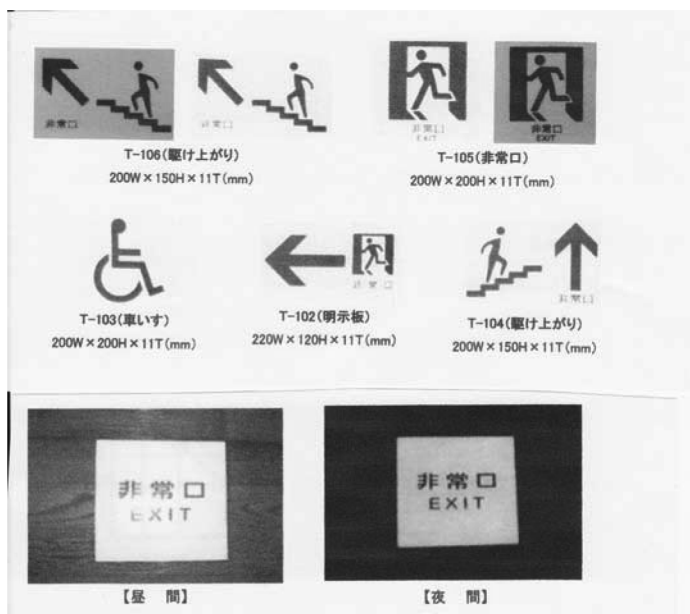 非常口
非常口
非常口
EXIT
非常口
EXIT
T-106(駆け上がり)
200W×150H×11T(mm)
T-105(非常口)
200W×200H×11T(mm)
非常口
非常口
T-103(車いす)
200W×200H×11T(mm)
T-102(明示板)
220W×120H×11T(mm)
T-104(駆け上がり)
200W×150H×11T(mm)
非常口
EXIT
非常口
EXIT
【昼 間】
【夜 間】